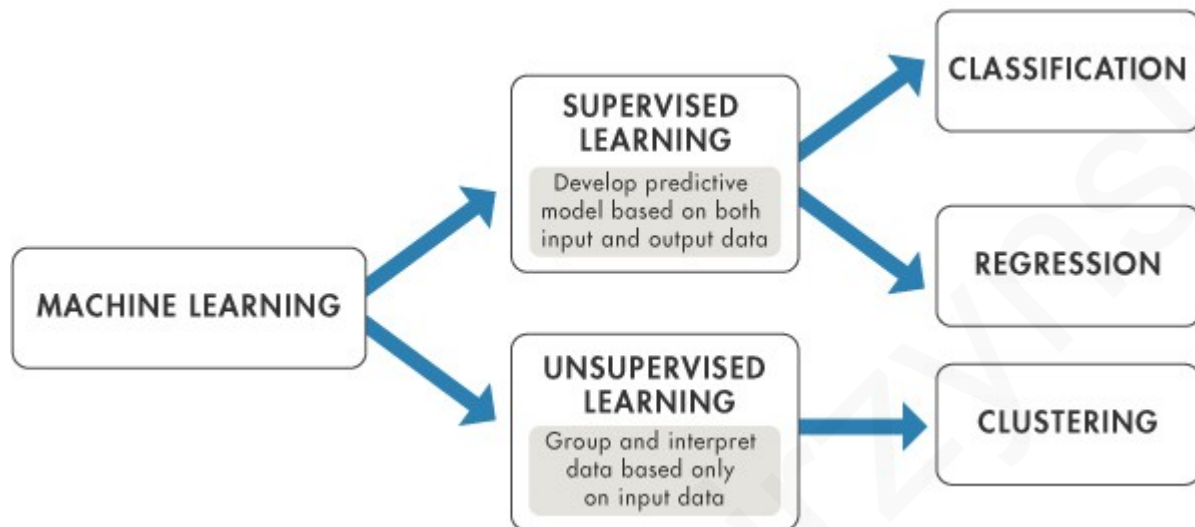 MACHINE LEARNING
SUPERVISED
LEARNING
Develop predictive
model based on both
input and output data
UNSUPERVISED
LEARNING
Group and interpret
data based only
on input data
CLASSIFICATION
REGRESSION
CLUSTERING